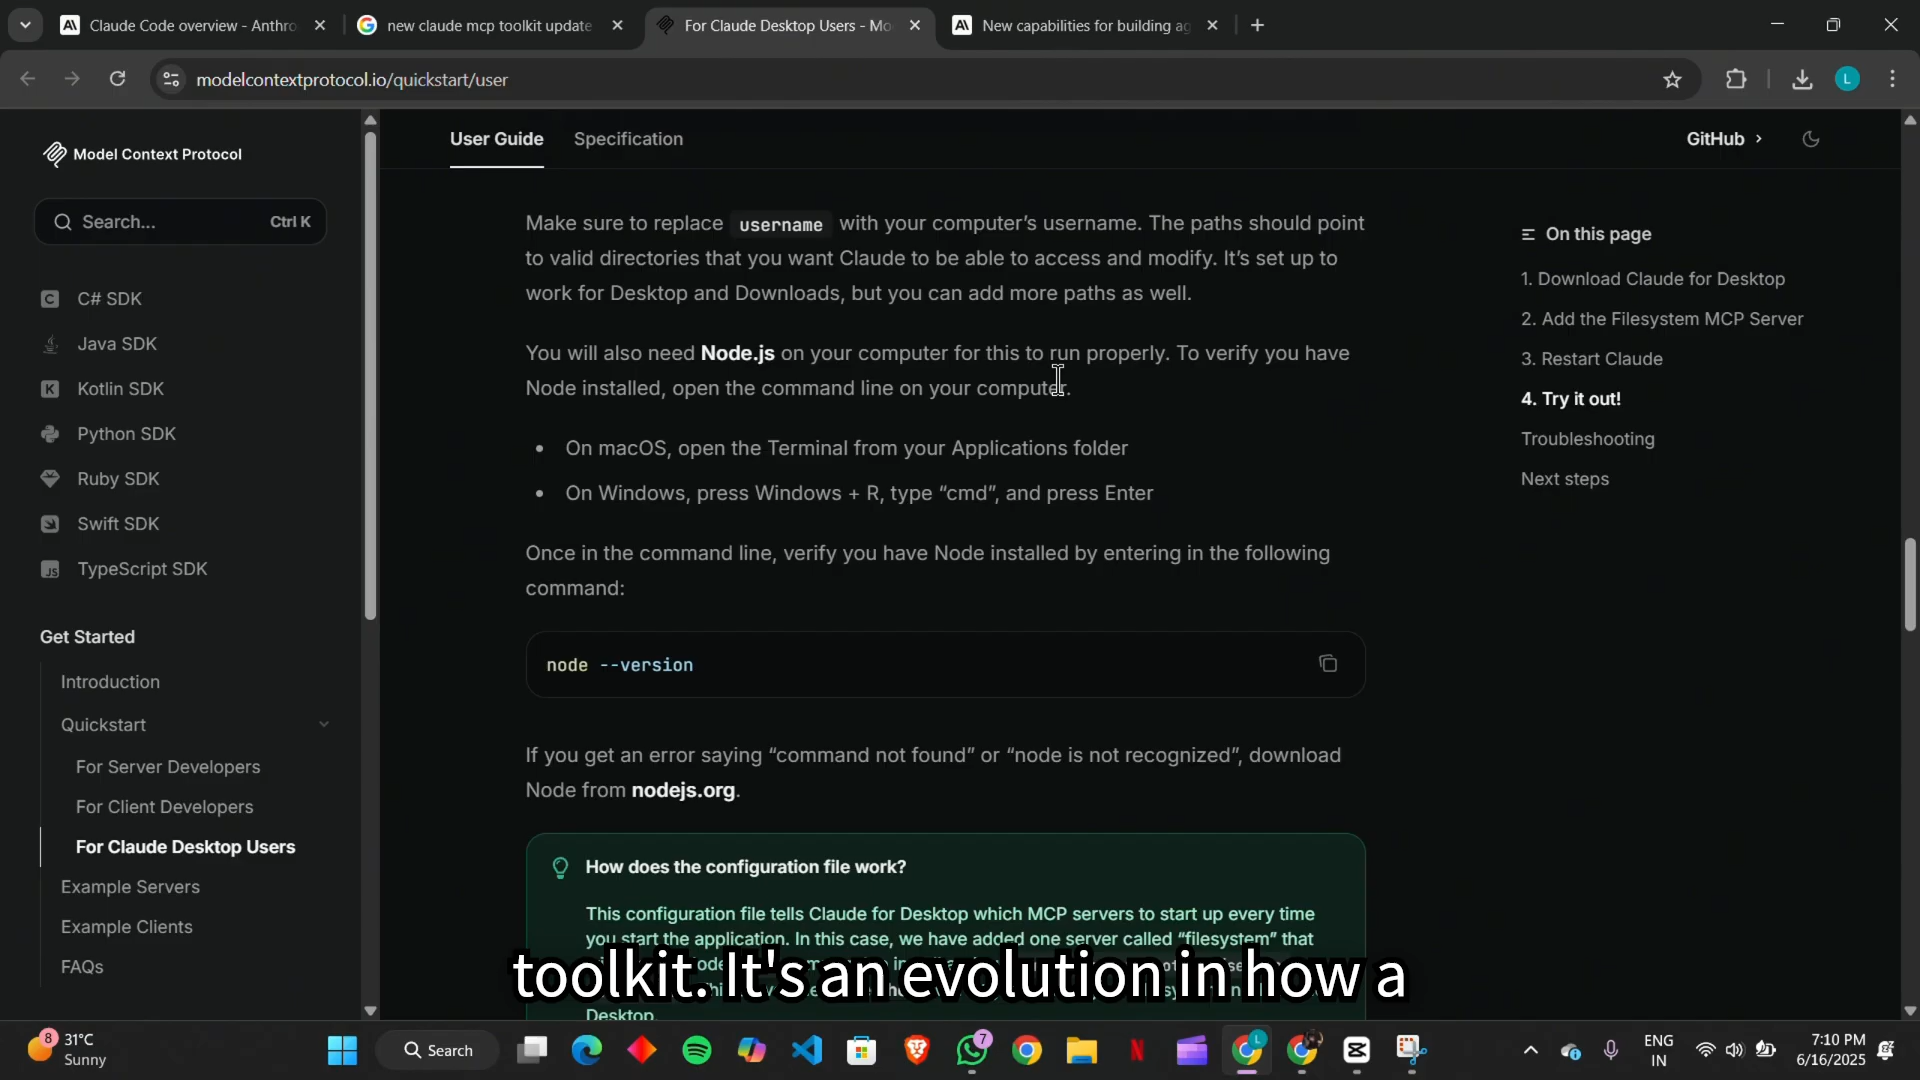 Claude Code overview - Anthro
new claude mcp toolkit update
For Claude Desktop Users - Mo
New capabilities for building ag
modelcontextprotocol.io/quickstart/user
L
Model Context Protocol
User Guide
Specification
GitHub
Search...
Ctrl K
C# SDK
Java SDK
Kotlin SDK
Python SDK
Ruby SDK
Swift SDK
TypeScript SDK
Get Started
Introduction
Quickstart
For Server Developers
For Client Developers
For Claude Desktop Users
Example Servers
Example Clients
FAQs
Make sure to replace username with your computer’s username. The paths should point
to valid directories that you want Claude to be able to access and modify. It’s set up to
work for Desktop and Downloads, but you can add more paths as well.
You will also need Node.js on your computer for this to run properly. To verify you have
Node installed, open the command line on your computer.
• On macOS, open the Terminal from your Applications folder
• On Windows, press Windows + R, type “cmd”, and press Enter
Once in the command line, verify you have Node installed by entering in the following
command:
node --version
If you get an error saying “command not found” or “node is not recognized”, download
Node from nodejs.org.
How does the configuration file work?
This configuration file tells Claude for Desktop which MCP servers to start up every time
you start the application. In this case, we have added one server called “filesystem” that
Desktop.
toolkit. It's an evolution in how a
On this page
1. Download Claude for Desktop
2. Add the Filesystem MCP Server
3. Restart Claude
4. Try it out!
Troubleshooting
Next steps
8
31°C
Sunny
Search
7
L
ENG
IN
7:10 PM
6/16/2025